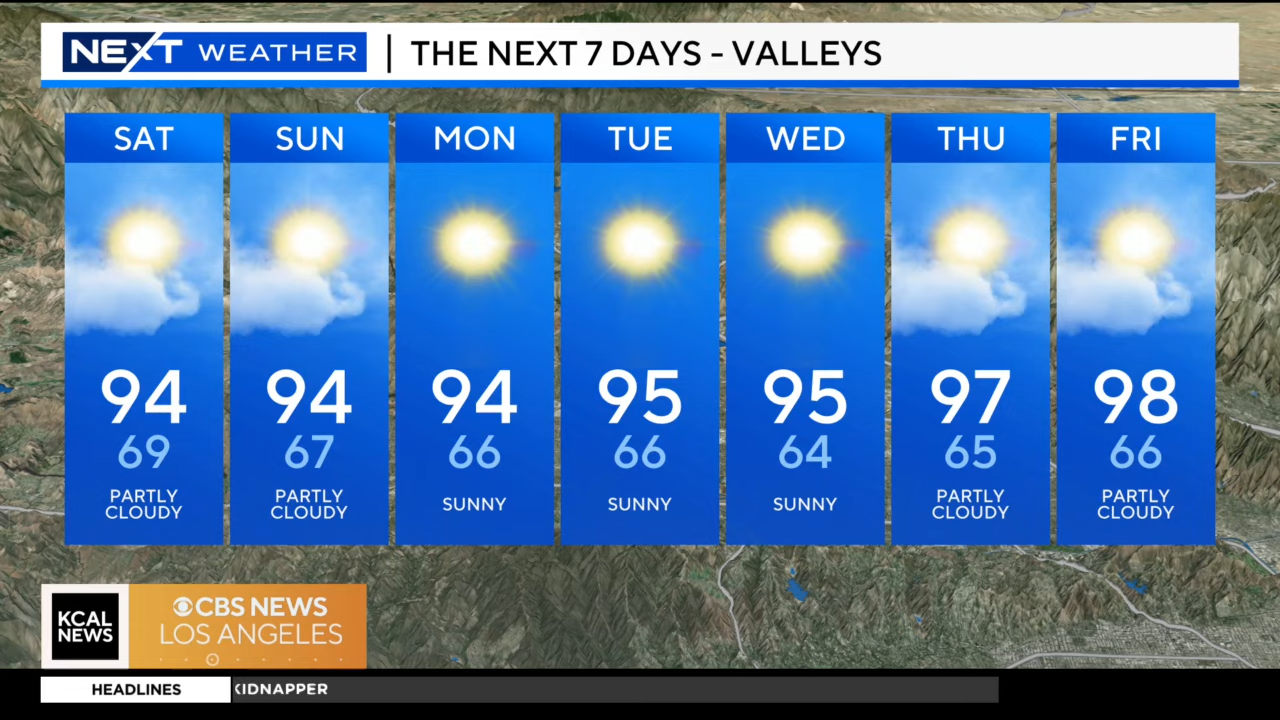 NEXT WEATHER | THE NEXT 7 DAYS - VALLEYS
SAT SUN MON TUE WED THU FRI
94 94 94 95 95 97 98
69 67 66 66 64 65 66
PARTLY CLOUDY PARTLY CLOUDY SUNNY SUNNY SUNNY PARTLY CLOUDY PARTLY CLOUDY
KCAL NEWS
CBS NEWS
LOS ANGELES
HEADLINES KIDNAPPER